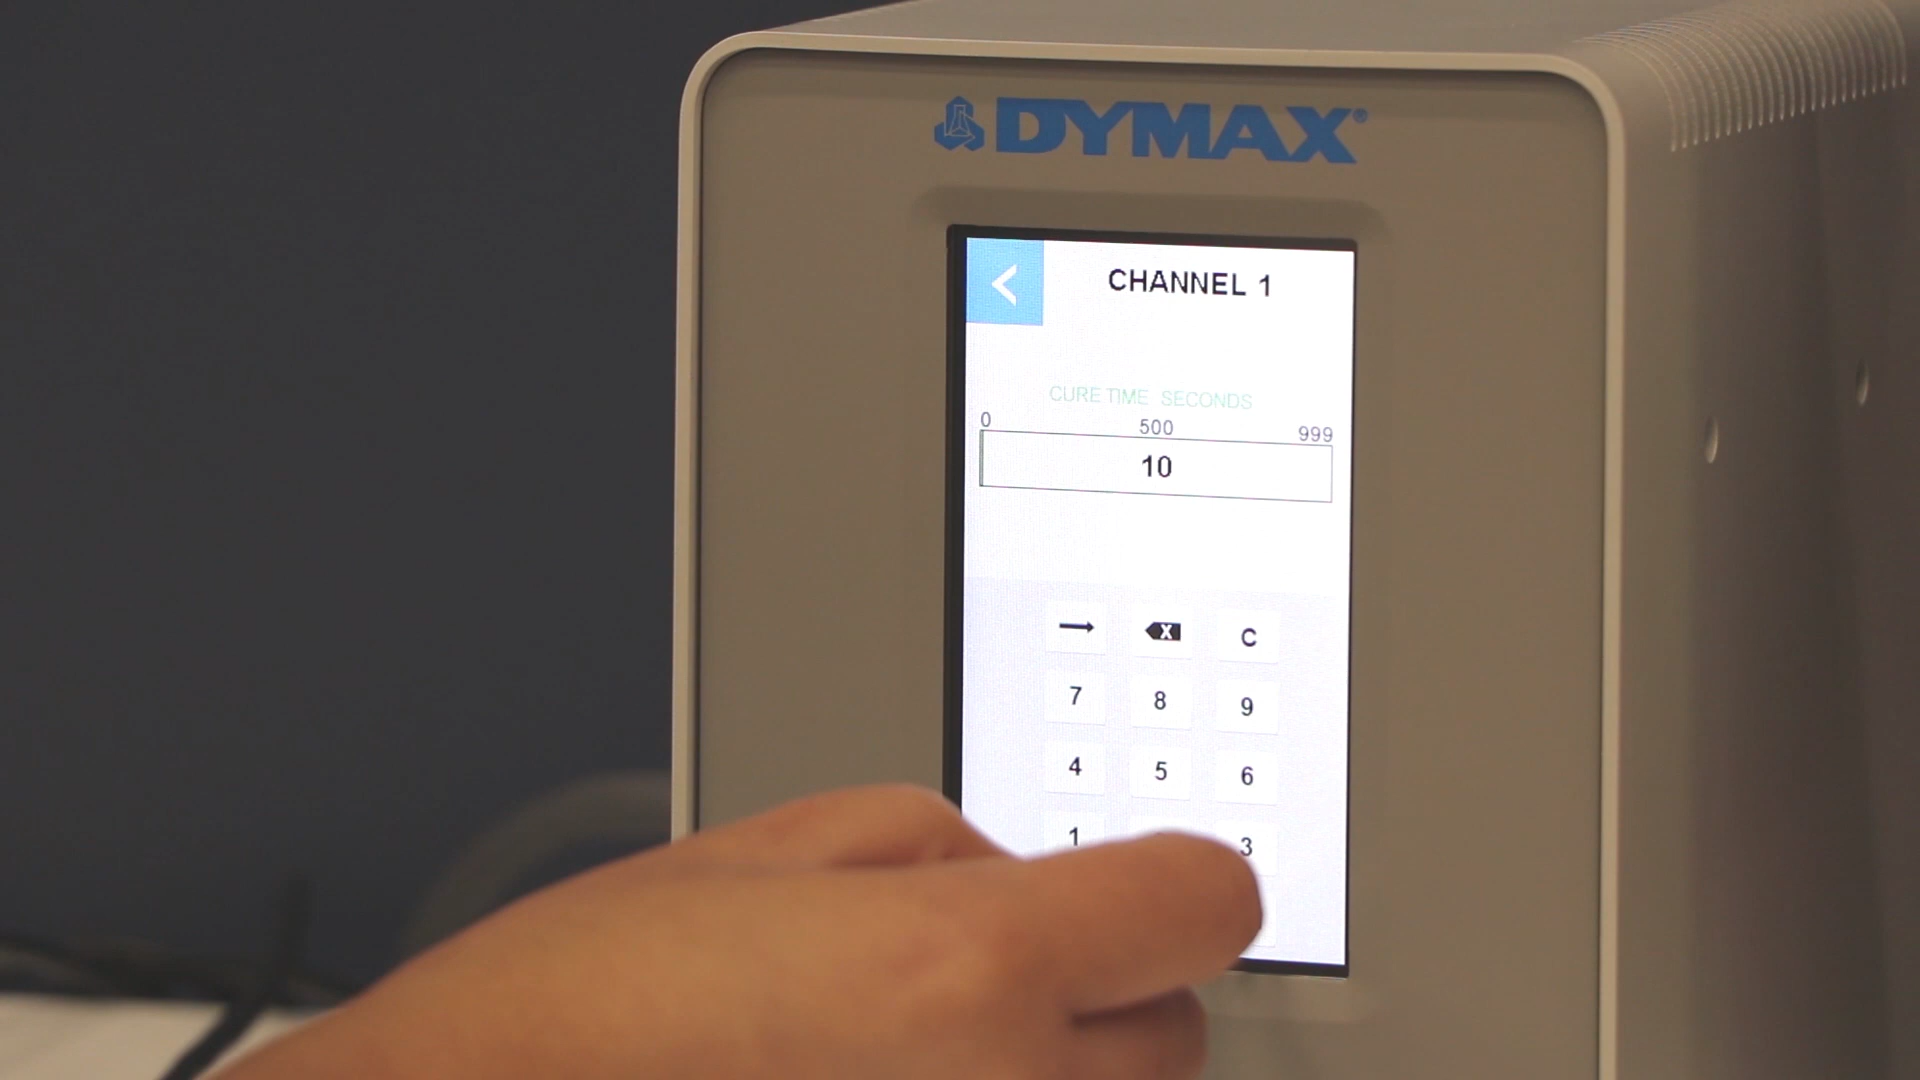 DYMAX®
<
CHANNEL 1
CURE TIME SECONDS
0 500 999
10
→ X C
7 8 9
4 5 6
1 3